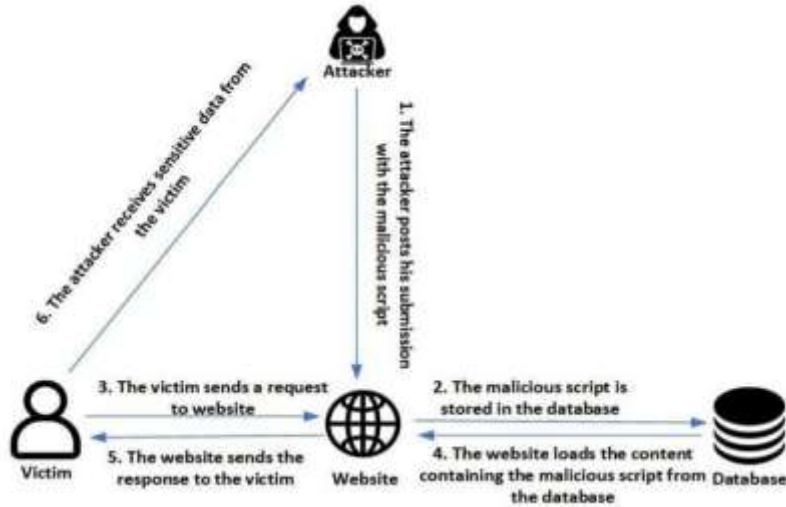 Attacker
1. The attacker posts his submission
with the malicious script
6. The attacker receives sensitive data from
the victim
3. The victim sends a request
to website
2. The malicious script is
stored in the database
5. The website sends the
response to the victim
4. The website loads the content
containing the malicious script from
the database
Victim
Website
Database